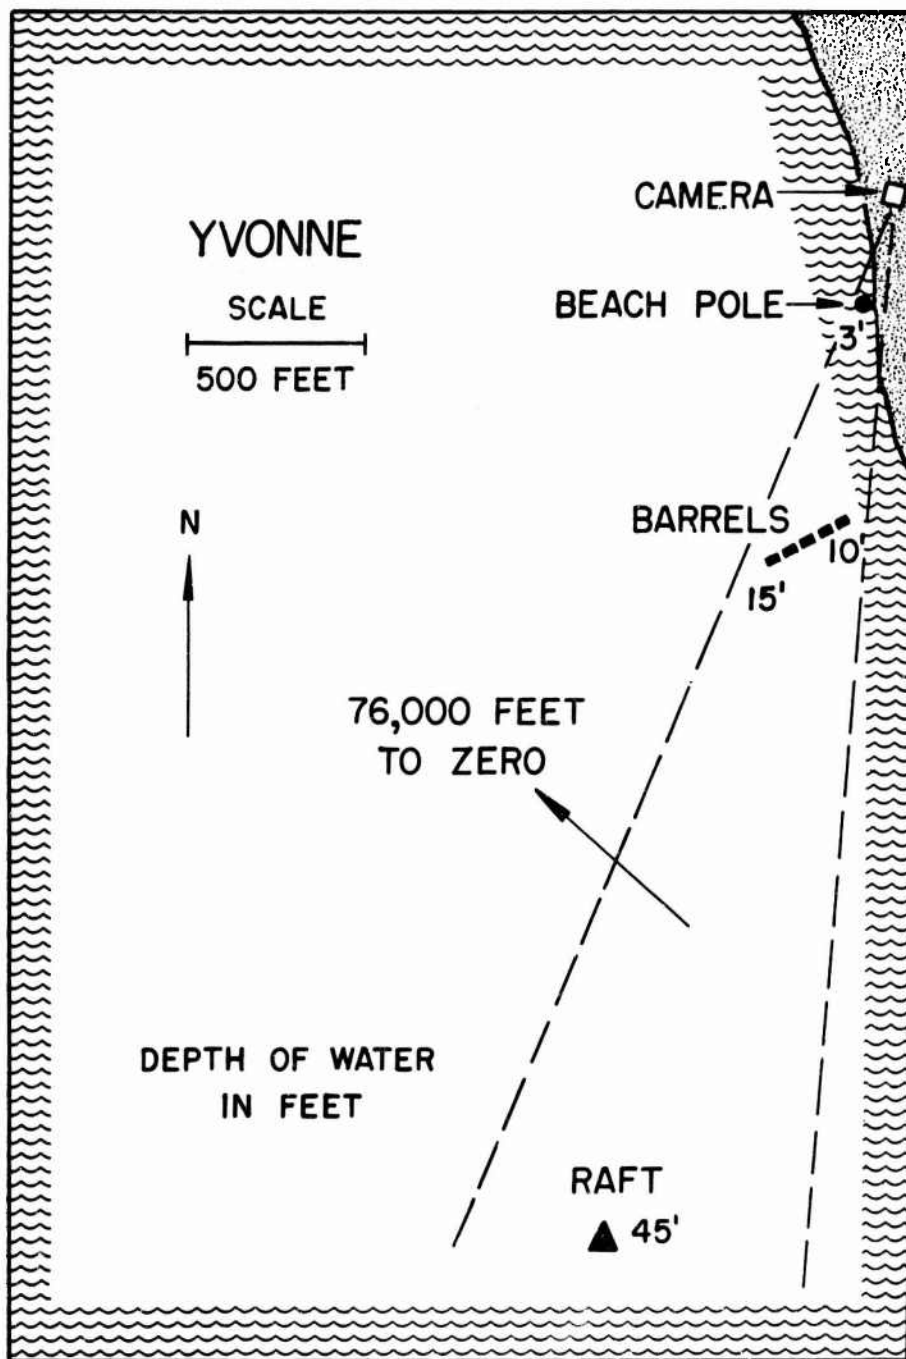 CAMERA
YVONNE
SCALE
500 FEET
BEACH POLE
3'
N
BARRELS
10'
15'
76,000 FEET
TO ZERO
DEPTH OF WATER
IN FEET
RAFT
45'